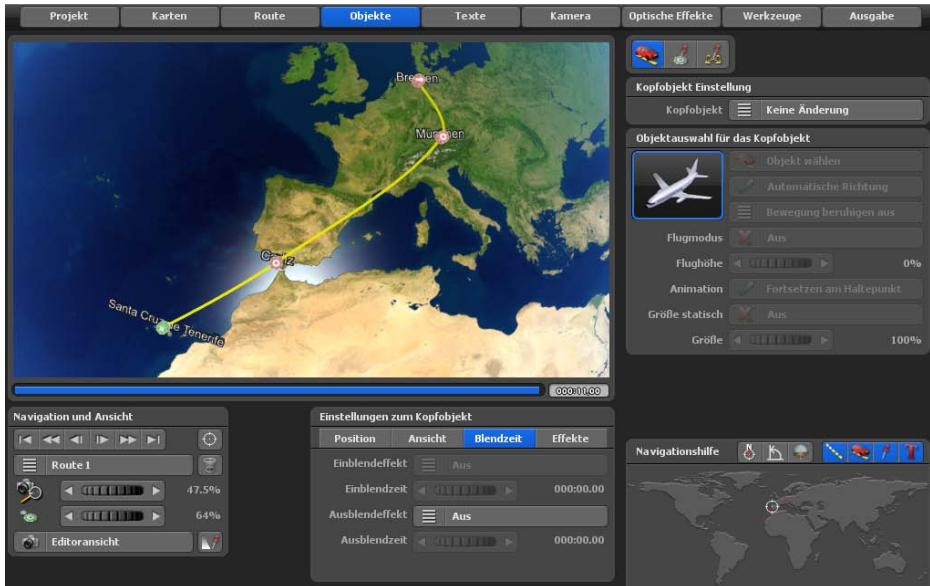 Projekt Karten Route Objekte Texte Kamera Optische Effekte Werkzeuge Ausgabe
Bremen
München
Cadiz
Santa Cruz de Tenerife
000:11.00
Kopfobjekt Einstellung
Kopfobjekt Keine Änderung
Objektauswahl für das Kopfobjekt
Objekt wählen
Automatische Richtung
Bewegung beruhigen aus
Flugmodus Aus
Flughöhe 0%
Animation Fortsetzen am Haltepunkt
Größe statisch Aus
Größe 100%
Navigation und Ansicht
Route 1
47.5%
64%
Editoransicht
Einstellungen zum Kopfobjekt
Position Ansicht Blendzeit Effekte
Einblendeffekt Aus
Einblendzeit 000:00.00
Ausblendeffekt Aus
Ausblendzeit 000:00.00
Navigationshilfe